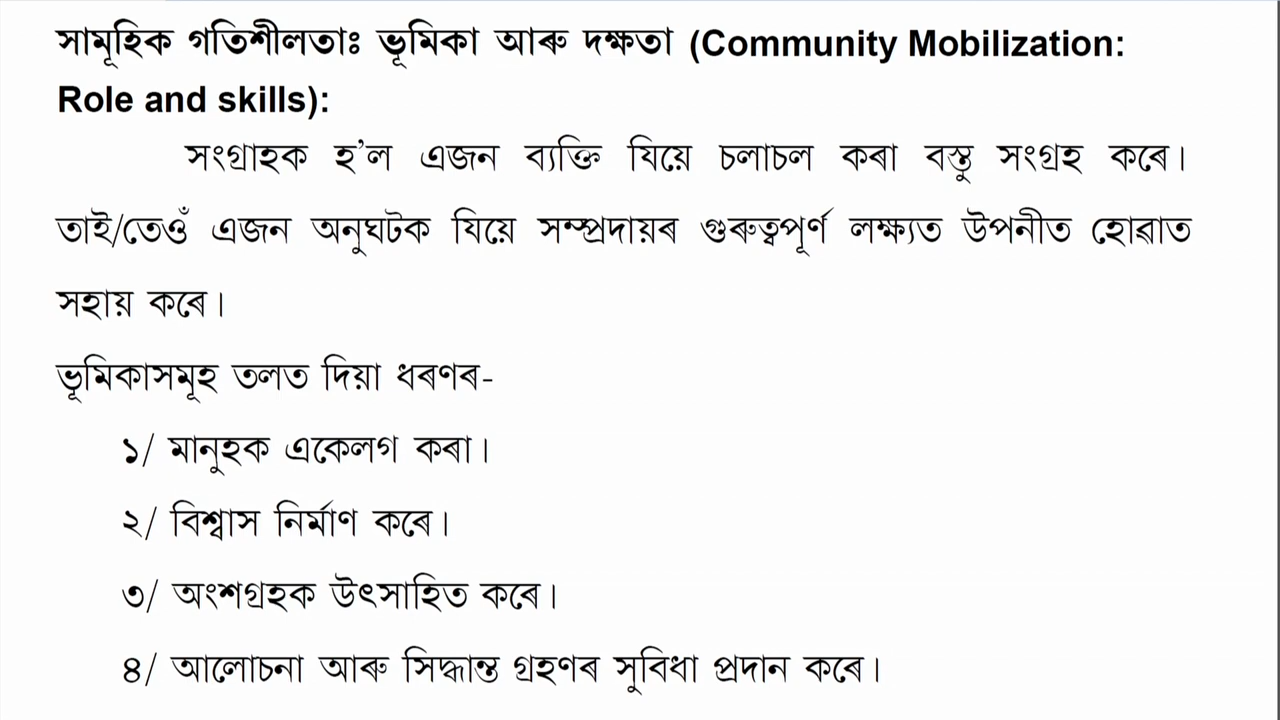 সামূহিক গতিশীলতাঃ ভূমিকা আৰু দক্ষতা (Community Mobilization:
Role and skills):
সংগ্ৰাহক হ’ল এজন ব্যক্তি যিয়ে চলাচল কৰা বস্তু সংগ্ৰহ কৰে।
তাই/তেওঁ এজন অনুঘটক যিয়ে সম্প্ৰদায়ৰ গুৰুত্বপূৰ্ণ লক্ষ্যত উপনীত হোৱাত
সহায় কৰে।
ভূমিকাসমূহ তলত দিয়া ধৰণৰ-
১/ মানুহক একেলগ কৰা।
২/ বিশ্বাস নিৰ্মাণ কৰে।
৩/ অংশগ্ৰহক উৎসাহিত কৰে।
৪/ আলোচনা আৰু সিদ্ধান্ত গ্ৰহণৰ সুবিধা প্ৰদান কৰে।